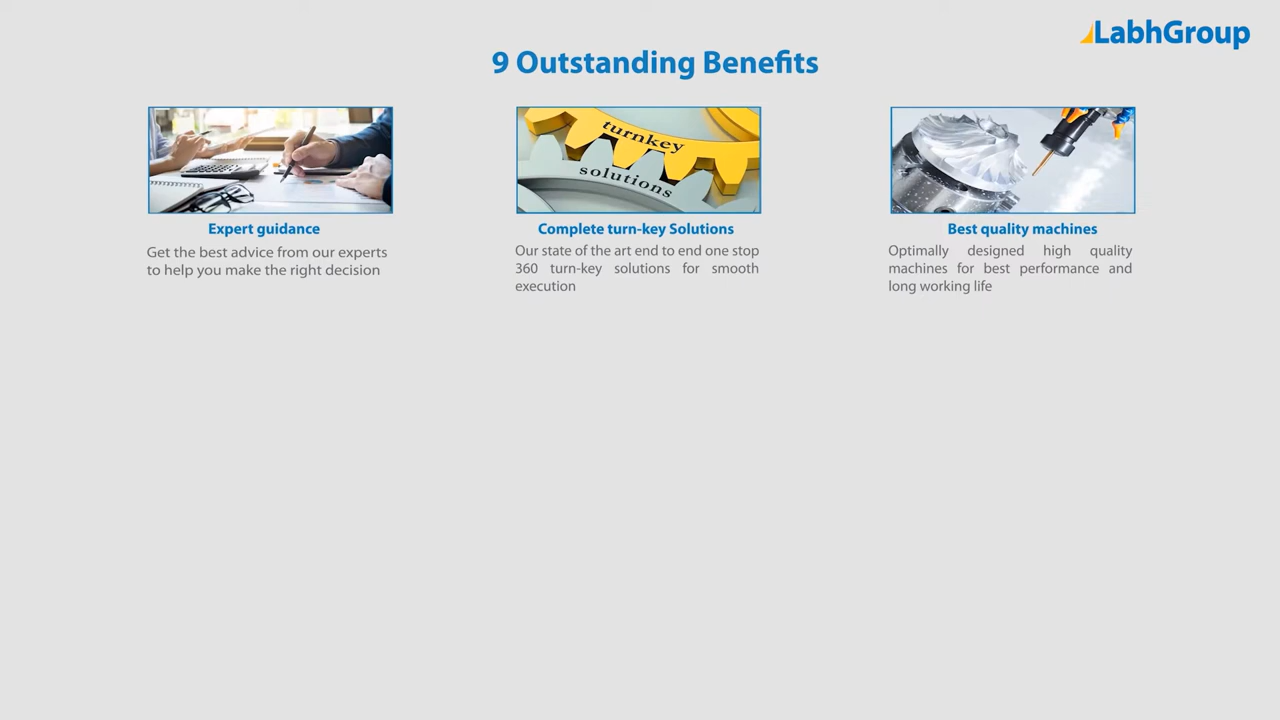 LabhGroup
9 Outstanding Benefits
turnkey
solutions
Expert guidance
Get the best advice from our experts
to help you make the right decision
Complete turn-key Solutions
Our state of the art end to end one stop
360 turn-key solutions for smooth
execution
Best quality machines
Optimally designed high quality
machines for best performance and
long working life